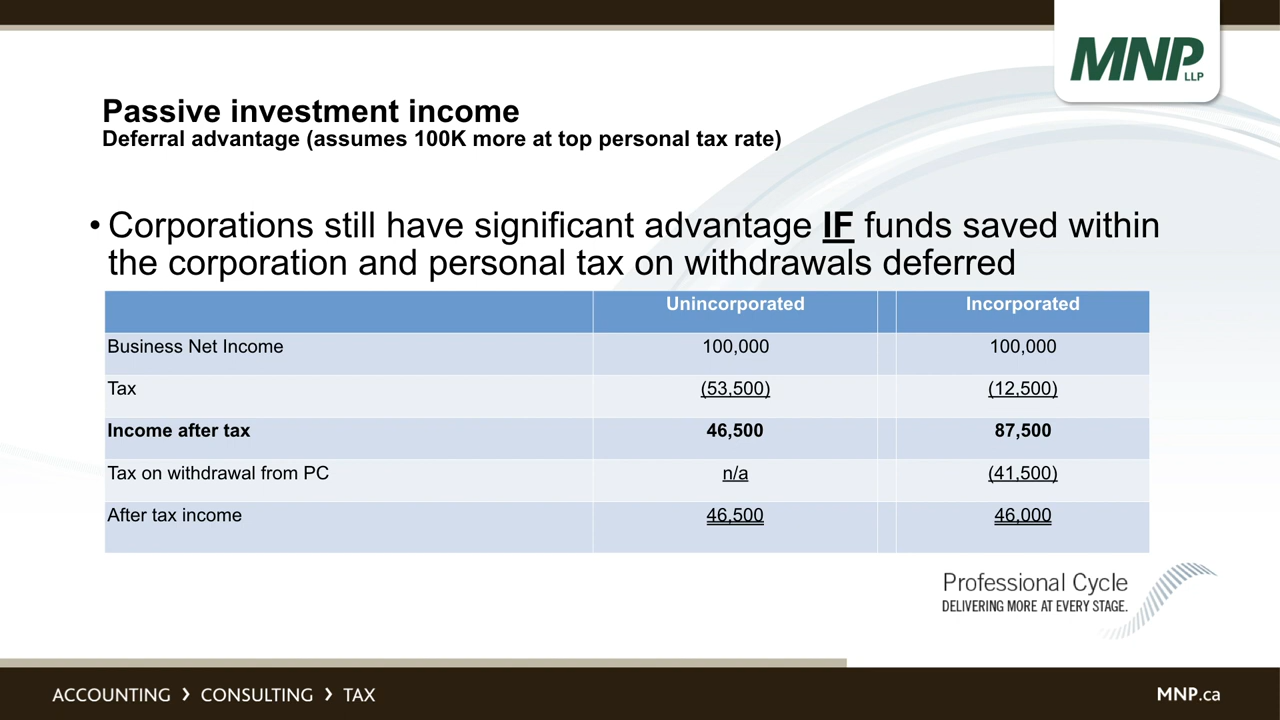 MNP
LLP
Passive investment income
Deferral advantage (assumes 100K more at top personal tax rate)
• Corporations still have significant advantage IF funds saved within
the corporation and personal tax on withdrawals deferred
Unincorporated Incorporated
Business Net Income 100,000 100,000
Tax (53,500) (12,500)
Income after tax 46,500 87,500
Tax on withdrawal from PC n/a (41,500)
After tax income 46,500 46,000
Professional Cycle
DELIVERING MORE AT EVERY STAGE.
ACCOUNTING › CONSULTING › TAX MNP.ca